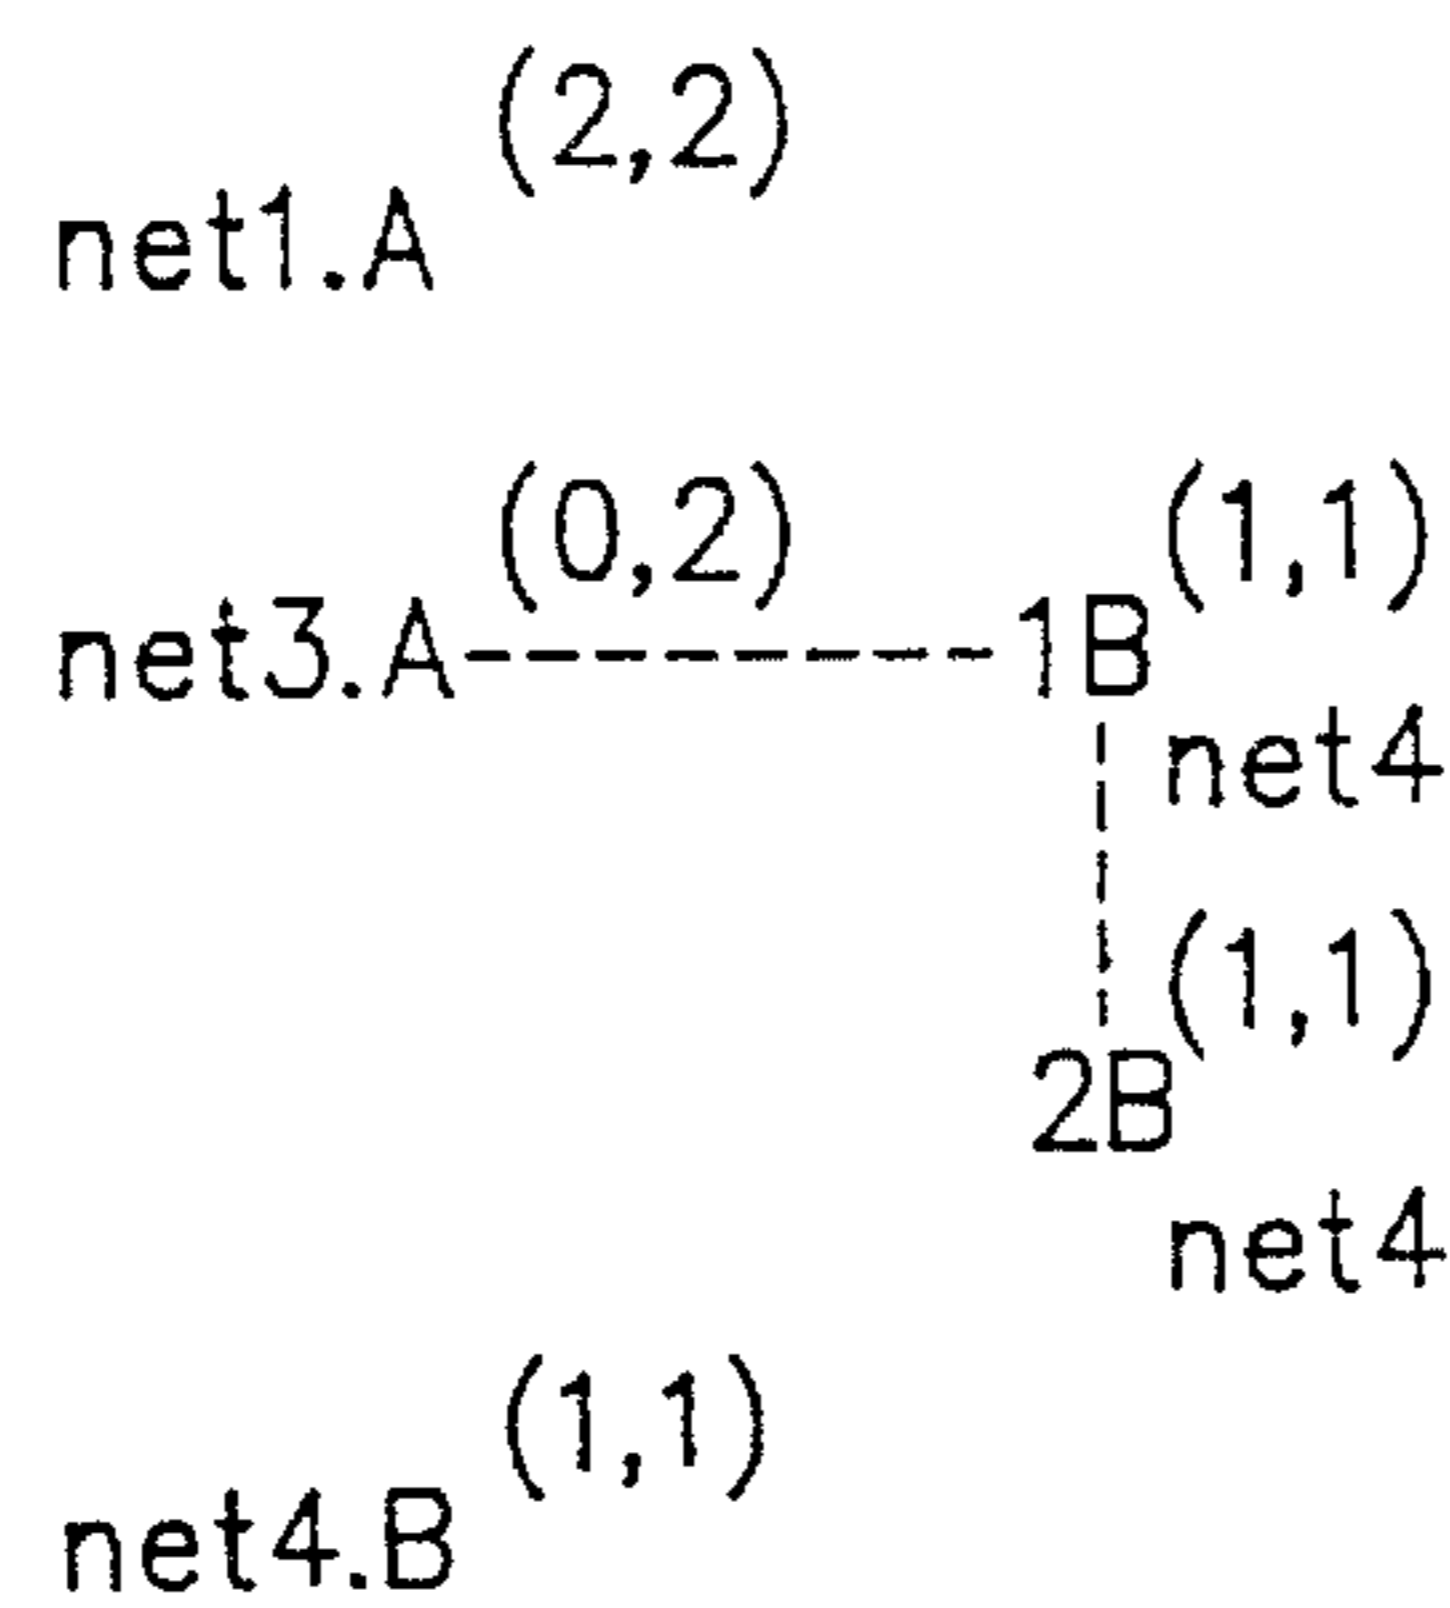 (2,2)
net1.A
(0,2)
(1,1)
net3.A
1B
net4
(1,1)
2B
net4
(1,1)
net4.B